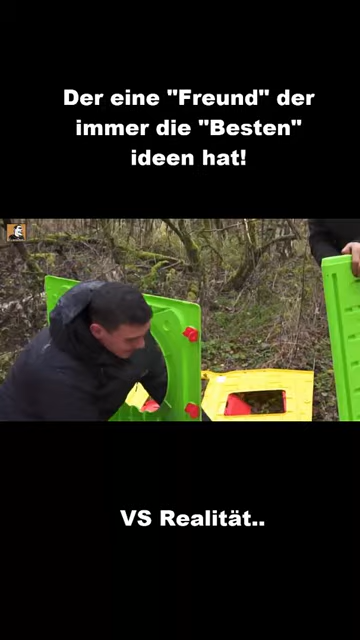 Der eine "Freund" der
immer die "Besten"
ideen hat!
VS Realität..